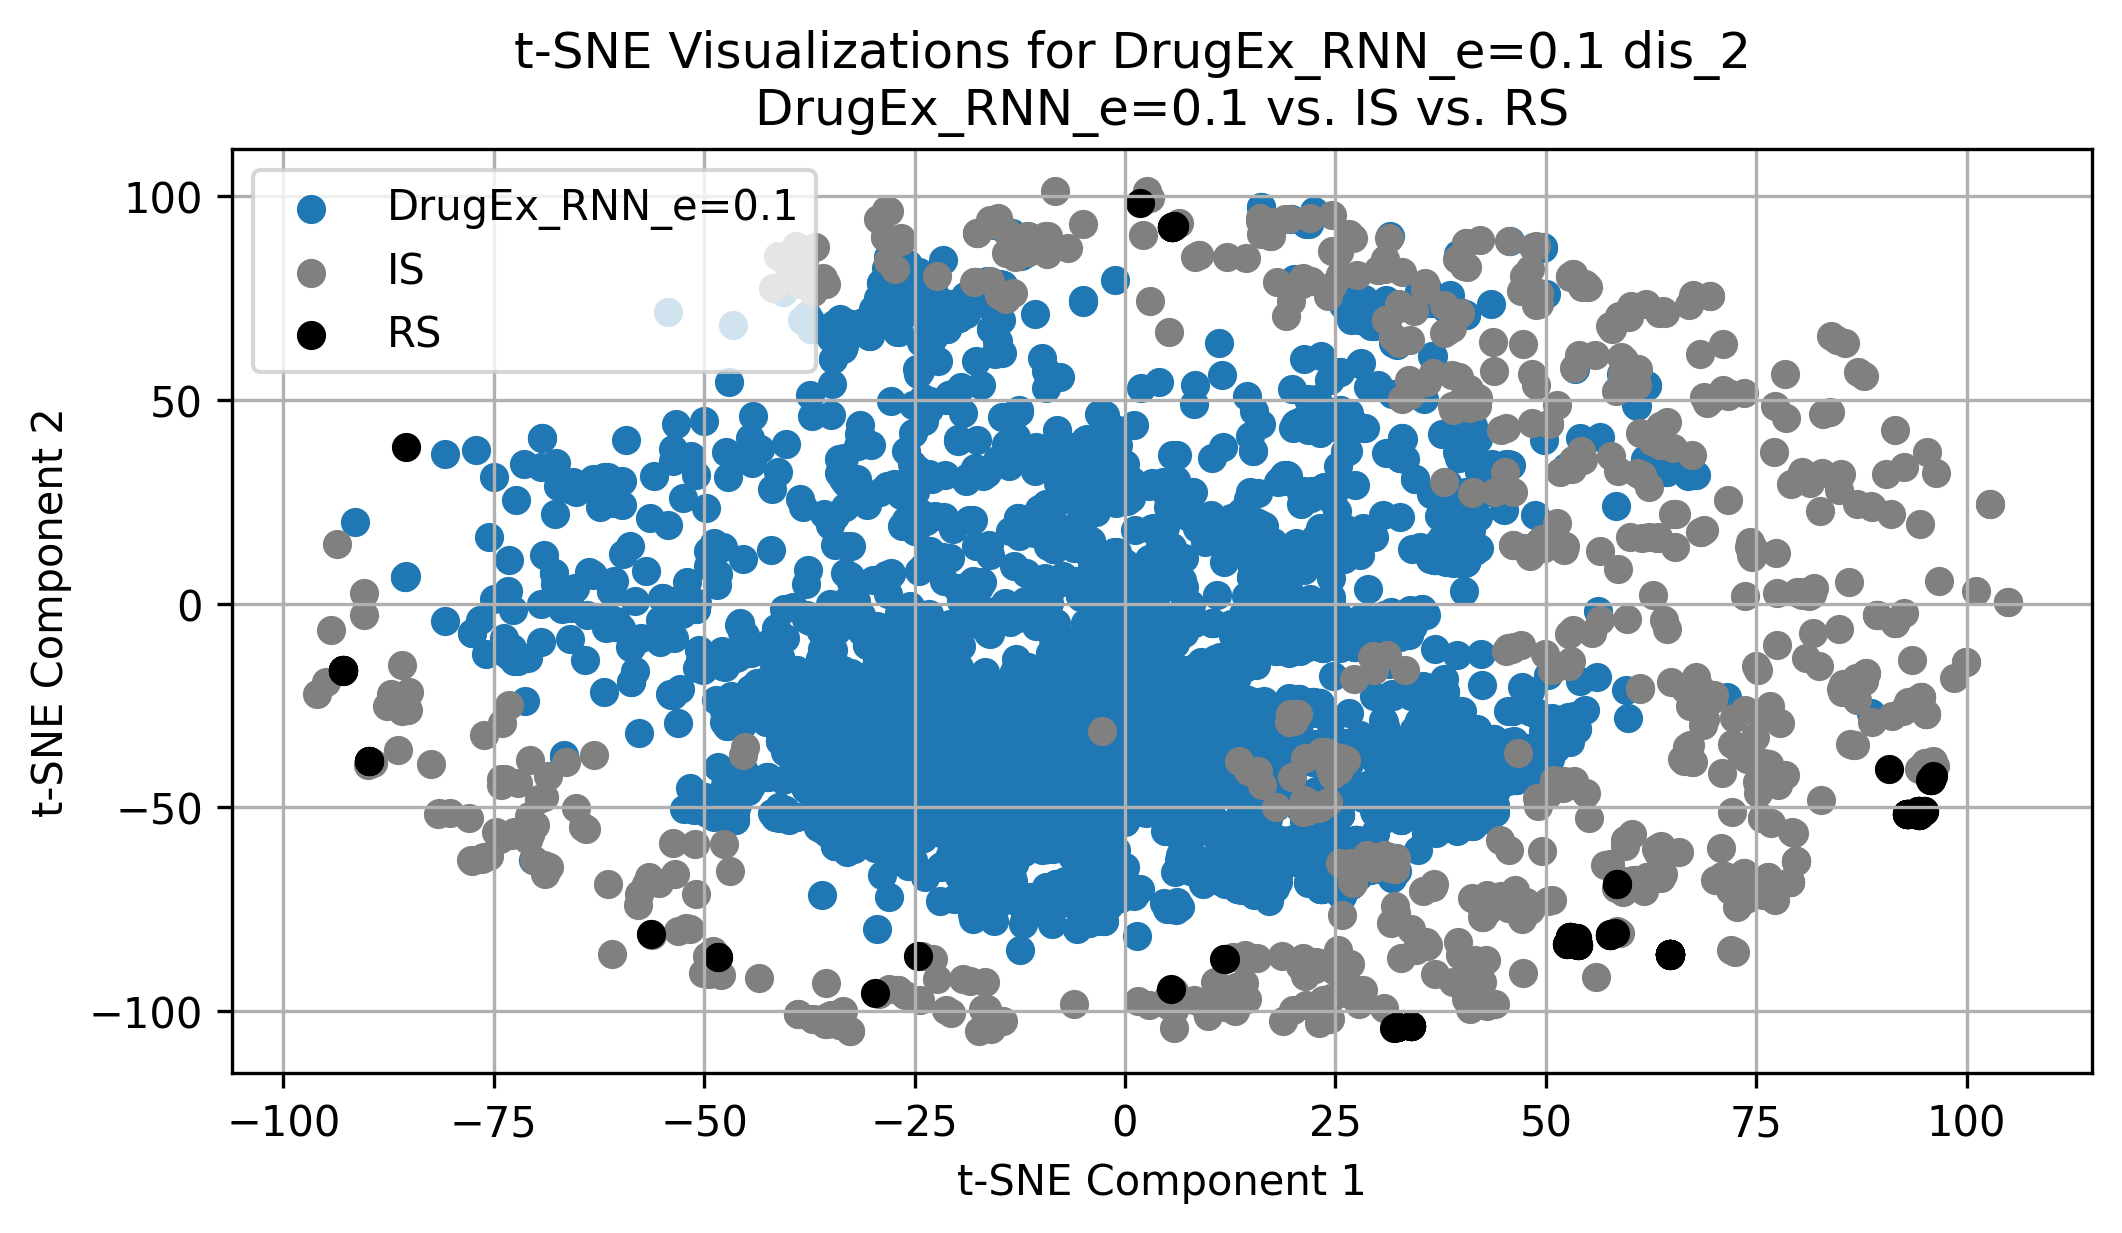 t-SNE Visualizations for DrugEx_RNN_e=0.1 dis_2
DrugEx_RNN_e=0.1 vs. IS vs. RS
DrugEx_RNN_e=0.1
IS
RS
100
50
0
−50
−100
t-SNE Component 2
−100
−75
−50
−25
0
25
50
75
100
t-SNE Component 1